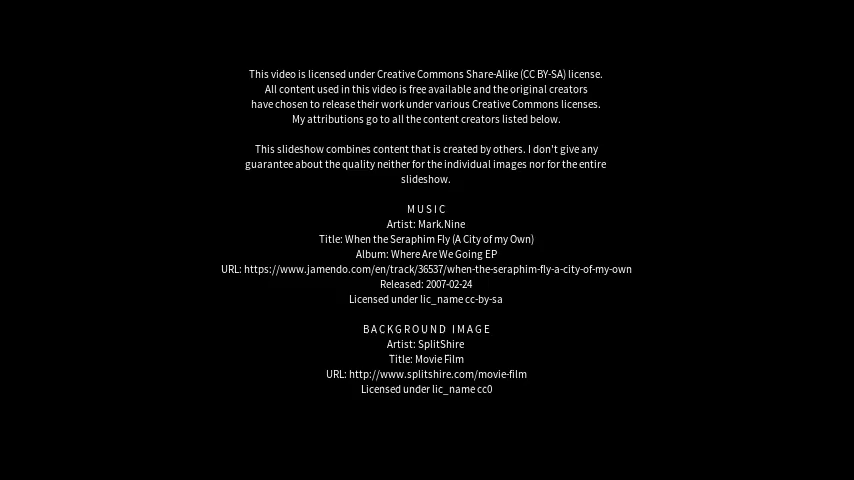 This video is licensed under Creative Commons Share-Alike (CC BY-SA) license.
All content used in this video is free available and the original creators
have chosen to release their work under various Creative Commons licenses.
My attributions go to all the content creators listed below.
This slideshow combines content that is created by others. I don't give any
guarantee about the quality neither for the individual images nor for the entire
slideshow.
MUSIC
Artist: Mark.Nine
Title: When the Seraphim Fly (A City of my Own)
Album: Where Are We Going EP
URL: https://www.jamendo.com/en/track/36537/when-the-seraphim-fly-a-city-of-my-own
Released: 2007-02-24
Licensed under lic_name cc-by-sa
BACKGROUND IMAGE
Artist: SplitShire
Title: Movie Film
URL: http://www.splitshire.com/movie-film
Licensed under lic_name cc0